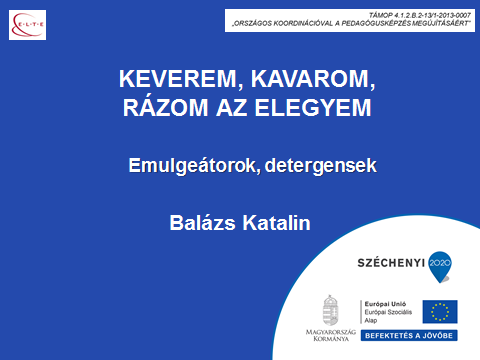 E L T E
TÁMOP 4.1.2.B.2-13/1-2013-0007
„ORSZÁGOS KOORDINÁCIÓVAL A PEDAGÓGUSKÉPZÉS MEGÚJÍTÁSÁÉRT”
KEVEREM, KAVAROM,
RÁZOM AZ ELEGYEM
Emulgeátorok, detergensek
Balázs Katalin
SZÉCHENYI 2020
MAGYARORSZÁG
KORMÁNYA
Európai Unió
Európai Szociális
Alap
BEFEKTETÉS A JÖVŐBE